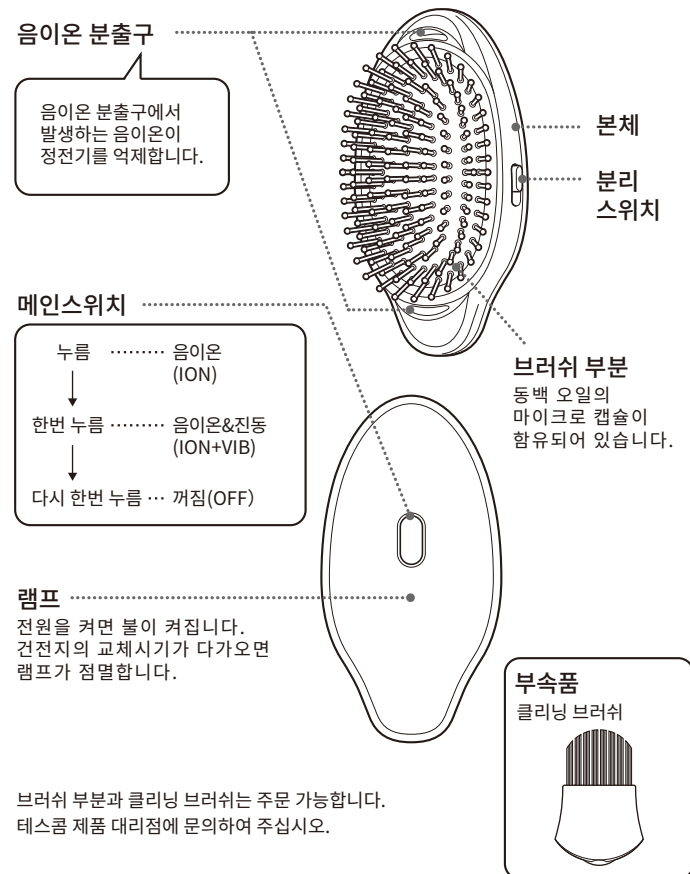 음이온 분출구
음이온 분출구에서
발생하는 음이온이
정전기를 억제합니다.
본체
분리
스위치
메인스위치
누름 ⋯⋯⋯ 음이온
(ION)
한번 누름 ⋯⋯⋯ 음이온&진동
(ION+VIB)
다시 한번 누름 ⋯ 꺼짐(OFF)
브러쉬 부분
동백 오일의
마이크로 캡슐이
함유되어 있습니다.
램프
전원을 켜면 불이 켜집니다.
건전지의 교체시기가 다가오면
램프가 점멸합니다.
부속품
클리닝 브러쉬
브러쉬 부분과 클리닝 브러쉬는 주문 가능합니다.
테스콤 제품 대리점에 문의하여 주십시오.